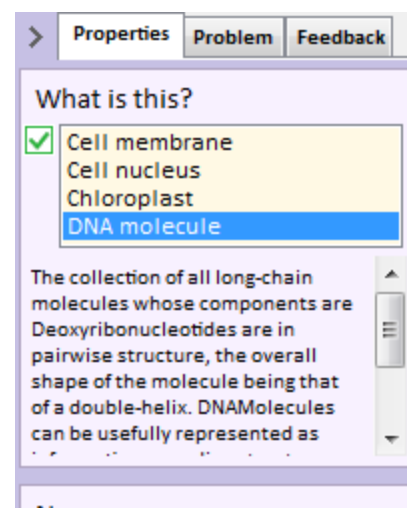 Properties Problem Feedback
What is this?
Cell membrane
Cell nucleus
Chloroplast
DNA molecule
The collection of all long-chain
molecules whose components are
Deoxyribonucleotides are in
pairwise structure, the overall
shape of the molecule being that
of a double-helix. DNAMolecules
can be usefully represented as